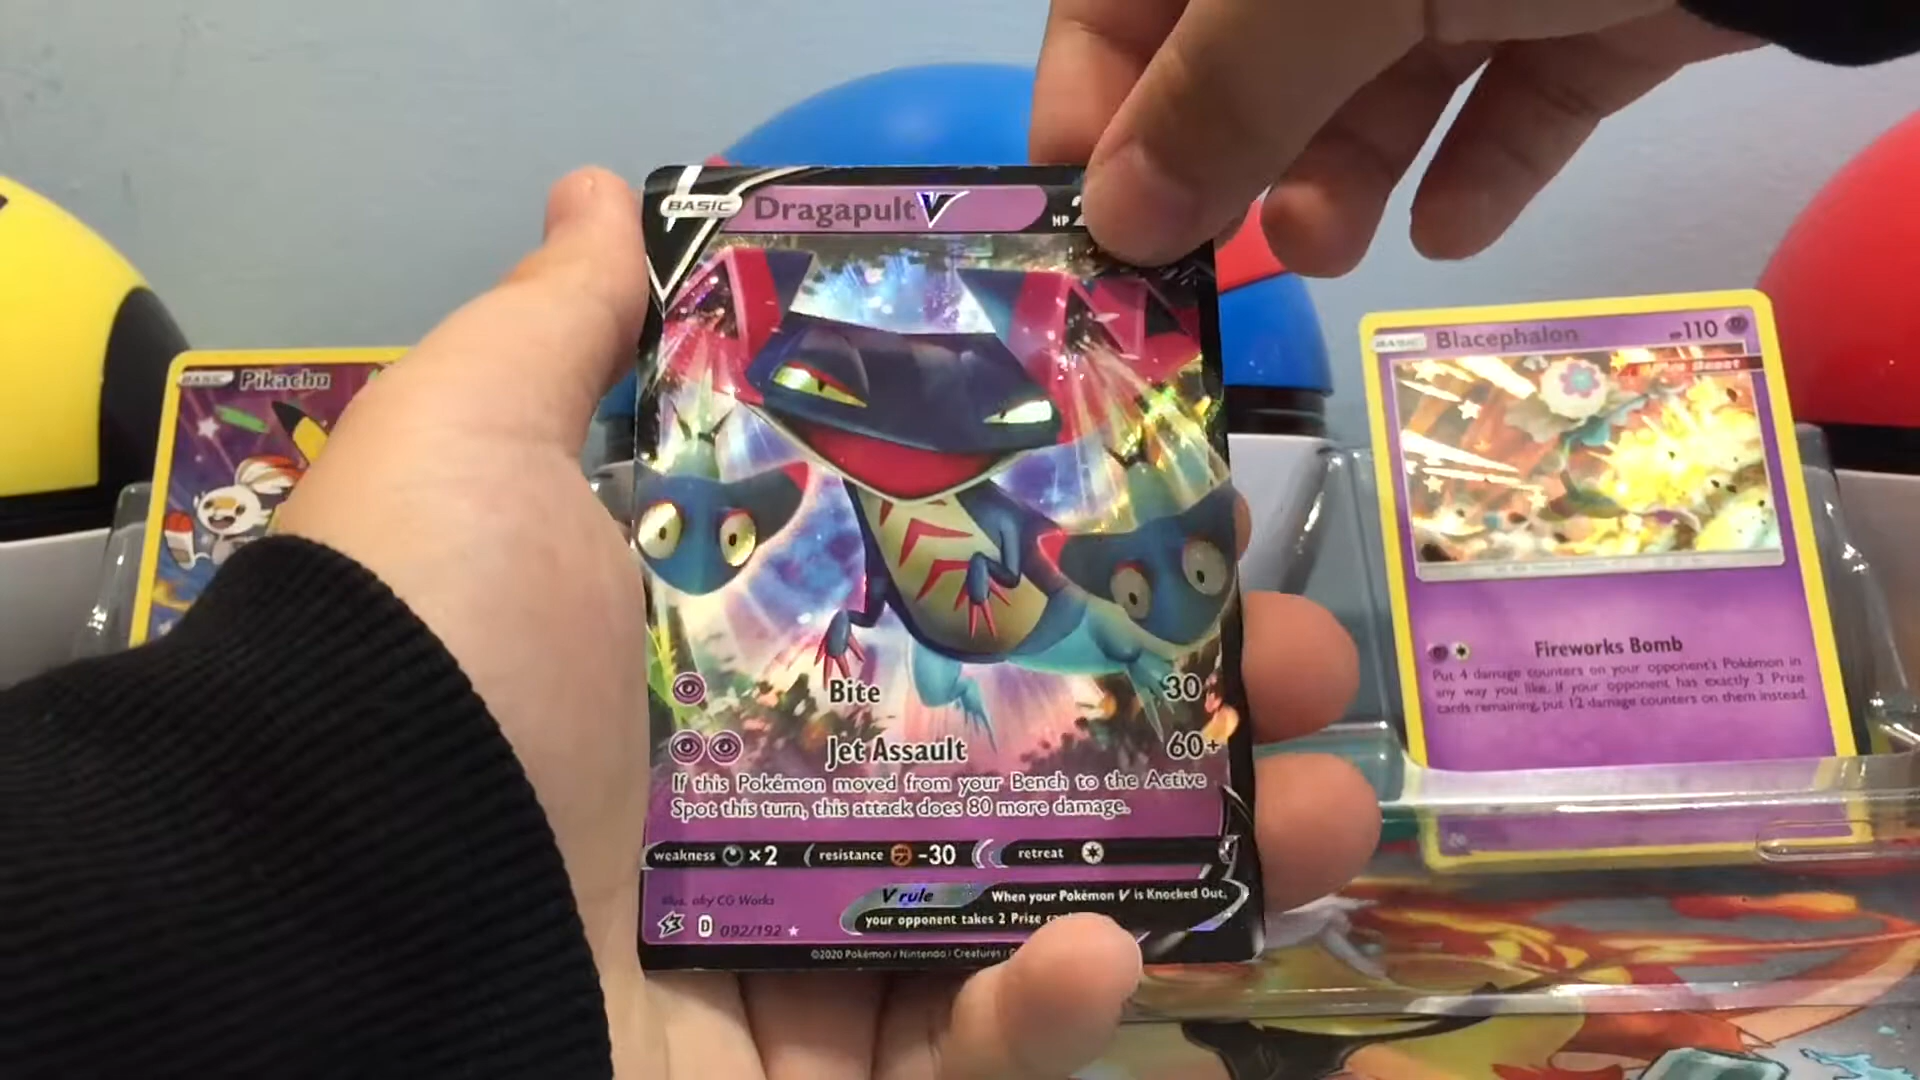 BASIC Dragapult V HP 2
Bite 30
Jet Assault 60+
If this Pokémon moved from your Bench to the Active
Spot this turn, this attack does 80 more damage.
weakness ×2 resistance -30 retreat
V rule When your Pokémon V is Knocked Out,
your opponent takes 2 Prize
Illus. aky CG Works
D 092/192
©2020 Pokémon / Nintendo / Creatures /
BASIC Pikachu
BASIC Blacephalon HP110
Ultra Beast
Fireworks Bomb
Put 4 damage counters on your opponent's Pokémon in
any way you like. If your opponent has exactly 3 Prize
cards remaining, put 12 damage counters on them instead.